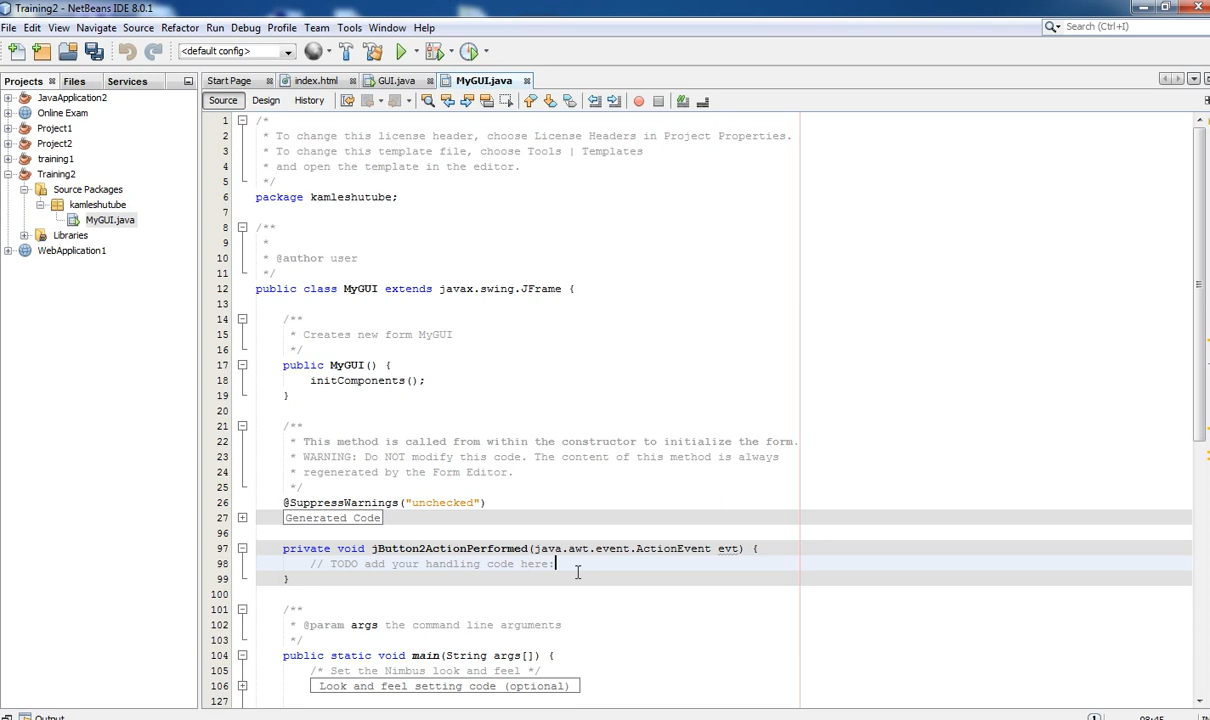 Training2 - NetBeans IDE 8.0.1
File Edit View Navigate Source Refactor Run Debug Profile Team Tools Window Help
Search (Ctrl+I)
<default config>
Projects Files Services
Start Page index.html GUI.java MyGUI.java
Source Design History
JavaApplication2
Online Exam
Project1
Project2
training1
Training2
Source Packages
kamleshutube
MyGUI.java
Libraries
WebApplication1
1 /*
2 * To change this license header, choose License Headers in Project Properties.
3 * To change this template file, choose Tools | Templates
4 * and open the template in the editor.
5 */
6 package kamleshutube;
7
8 /**
9 *
10 * @author user
11 */
12 public class MyGUI extends javax.swing.JFrame {
13
14 /**
15 * Creates new form MyGUI
16 */
17 public MyGUI() {
18 initComponents();
19 }
20
21 /**
22 * This method is called from within the constructor to initialize the form.
23 * WARNING: Do NOT modify this code. The content of this method is always
24 * regenerated by the Form Editor.
25 */
26 @SuppressWarnings("unchecked")
27 Generated Code
96
97 private void jButton2ActionPerformed(java.awt.event.ActionEvent evt) {
98 // TODO add your handling code here:
99 }
100
101 /**
102 * @param args the command line arguments
103 */
104 public static void main(String args[]) {
105 /* Set the Nimbus look and feel */
106 Look and feel setting code (optional)
127
Output
1